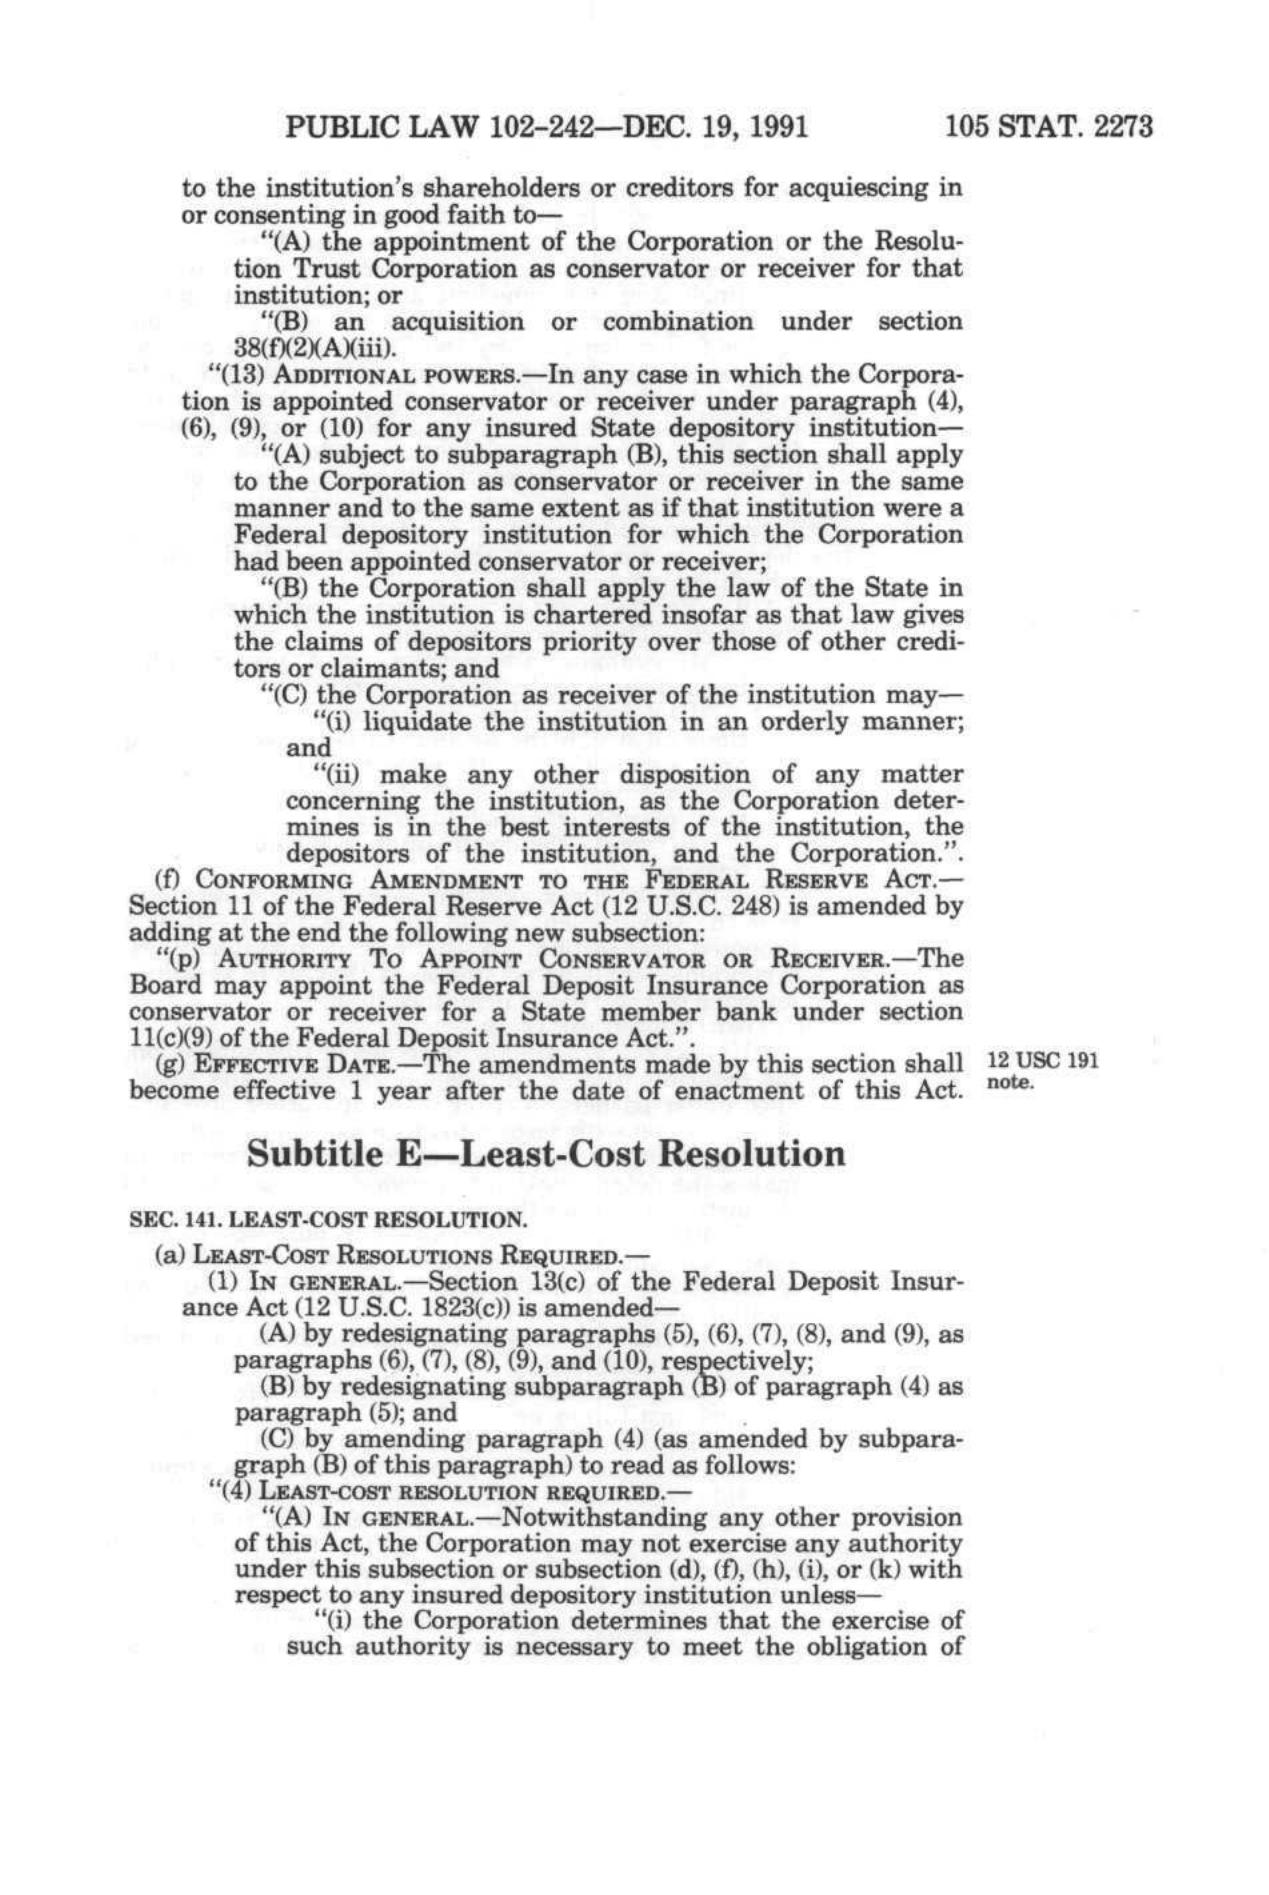 PUBLIC LAW 102-242—DEC. 19, 1991 105 STAT. 2273
to the institution's shareholders or creditors for acquiescing in
or consenting in good faith to—
"(A) the appointment of the Corporation or the Resolu-
tion Trust Corporation as conservator or receiver for that
institution; or
"(B) an acquisition or combination under section
38(f)(2)(A)(iii).
"(13) ADDITIONAL POWERS.—In any case in which the Corpora-
tion is appointed conservator or receiver under paragraph (4),
(6), (9), or (10) for any insured State depository institution—
"(A) subject to subparagraph (B), this section shall apply
to the Corporation as conservator or receiver in the same
manner and to the same extent as if that institution were a
Federal depository institution for which the Corporation
had been appointed conservator or receiver;
"(B) the Corporation shall apply the law of the State in
which the institution is chartered insofar as that law gives
the claims of depositors priority over those of other credi-
tors or claimants; and
"(C) the Corporation as receiver of the institution may—
"(i) liquidate the institution in an orderly manner;
and
"(ii) make any other disposition of any matter
concerning the institution, as the Corporation deter-
mines is in the best interests of the institution, the
depositors of the institution, and the Corporation.".
(f) CONFORMING AMENDMENT TO THE FEDERAL RESERVE ACT.—
Section 11 of the Federal Reserve Act (12 U.S.C. 248) is amended by
adding at the end the following new subsection:
"(p) AUTHORITY TO APPOINT CONSERVATOR OR RECEIVER.—The
Board may appoint the Federal Deposit Insurance Corporation as
conservator or receiver for a State member bank under section
11(c)(9) of the Federal Deposit Insurance Act.".
(g) EFFECTIVE DATE.—The amendments made by this section shall
become effective 1 year after the date of enactment of this Act.
12 USC 191
note.
Subtitle E—Least-Cost Resolution
SEC. 141. LEAST-COST RESOLUTION.
(a) LEAST-COST RESOLUTIONS REQUIRED.—
(1) IN GENERAL.—Section 13(c) of the Federal Deposit Insur-
ance Act (12 U.S.C. 1823(c)) is amended—
(A) by redesignating paragraphs (5), (6), (7), (8), and (9), as
paragraphs (6), (7), (8), (9), and (10), respectively;
(B) by redesignating subparagraph (B) of paragraph (4) as
paragraph (5); and
(C) by amending paragraph (4) (as amended by subpara-
graph (B) of this paragraph) to read as follows:
"(4) LEAST-COST RESOLUTION REQUIRED.—
"(A) IN GENERAL.—Notwithstanding any other provision
of this Act, the Corporation may not exercise any authority
under this subsection or subsection (d), (f), (h), (i), or (k) with
respect to any insured depository institution unless—
"(i) the Corporation determines that the exercise of
such authority is necessary to meet the obligation of